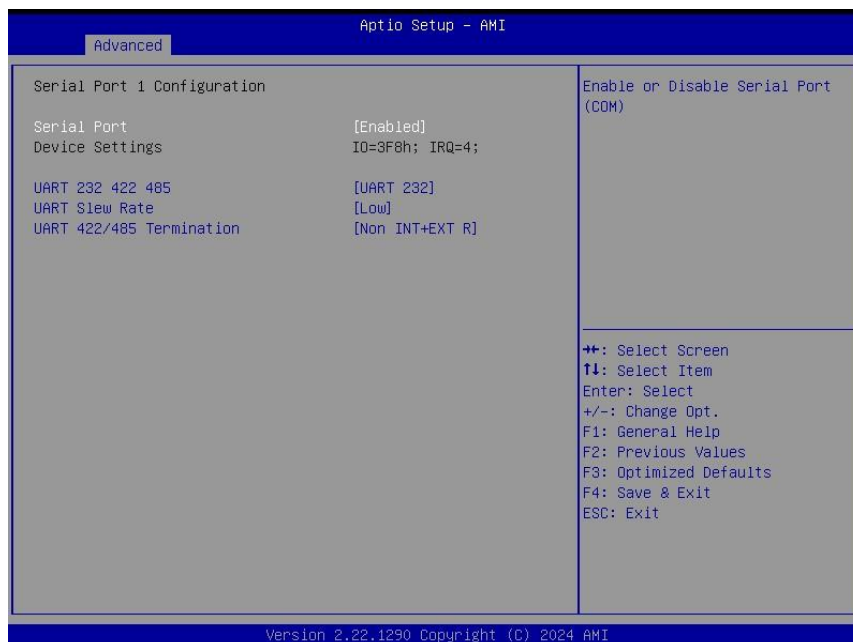 Aptio Setup – AMI
Advanced
Serial Port 1 Configuration
Serial Port [Enabled]
Device Settings IO=3F8h; IRQ=4;
UART 232 422 485 [UART 232]
UART Slew Rate [Low]
UART 422/485 Termination [Non INT+EXT R]
Enable or Disable Serial Port
(COM)
→←: Select Screen
↑↓: Select Item
Enter: Select
+/-: Change Opt.
F1: General Help
F2: Previous Values
F3: Optimized Defaults
F4: Save & Exit
ESC: Exit
Version 2.22.1290 Copyright (C) 2024 AMI